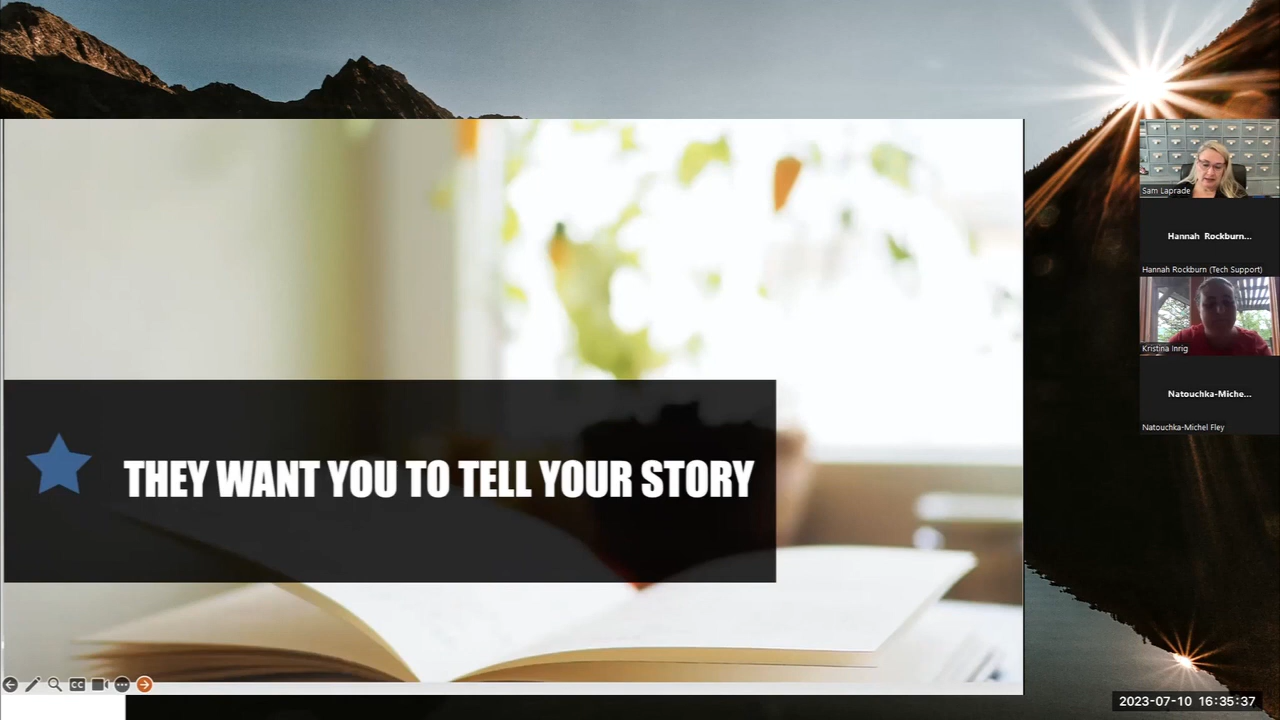 Sam Laprade
Hannah Rockburn...
Hannah Rockburn (Tech Support)
Kristina Inrig
Natouchka-Miche...
Natouchka-Michel Fley
THEY WANT YOU TO TELL YOUR STORY
CC
2023-07-10 16:35:37